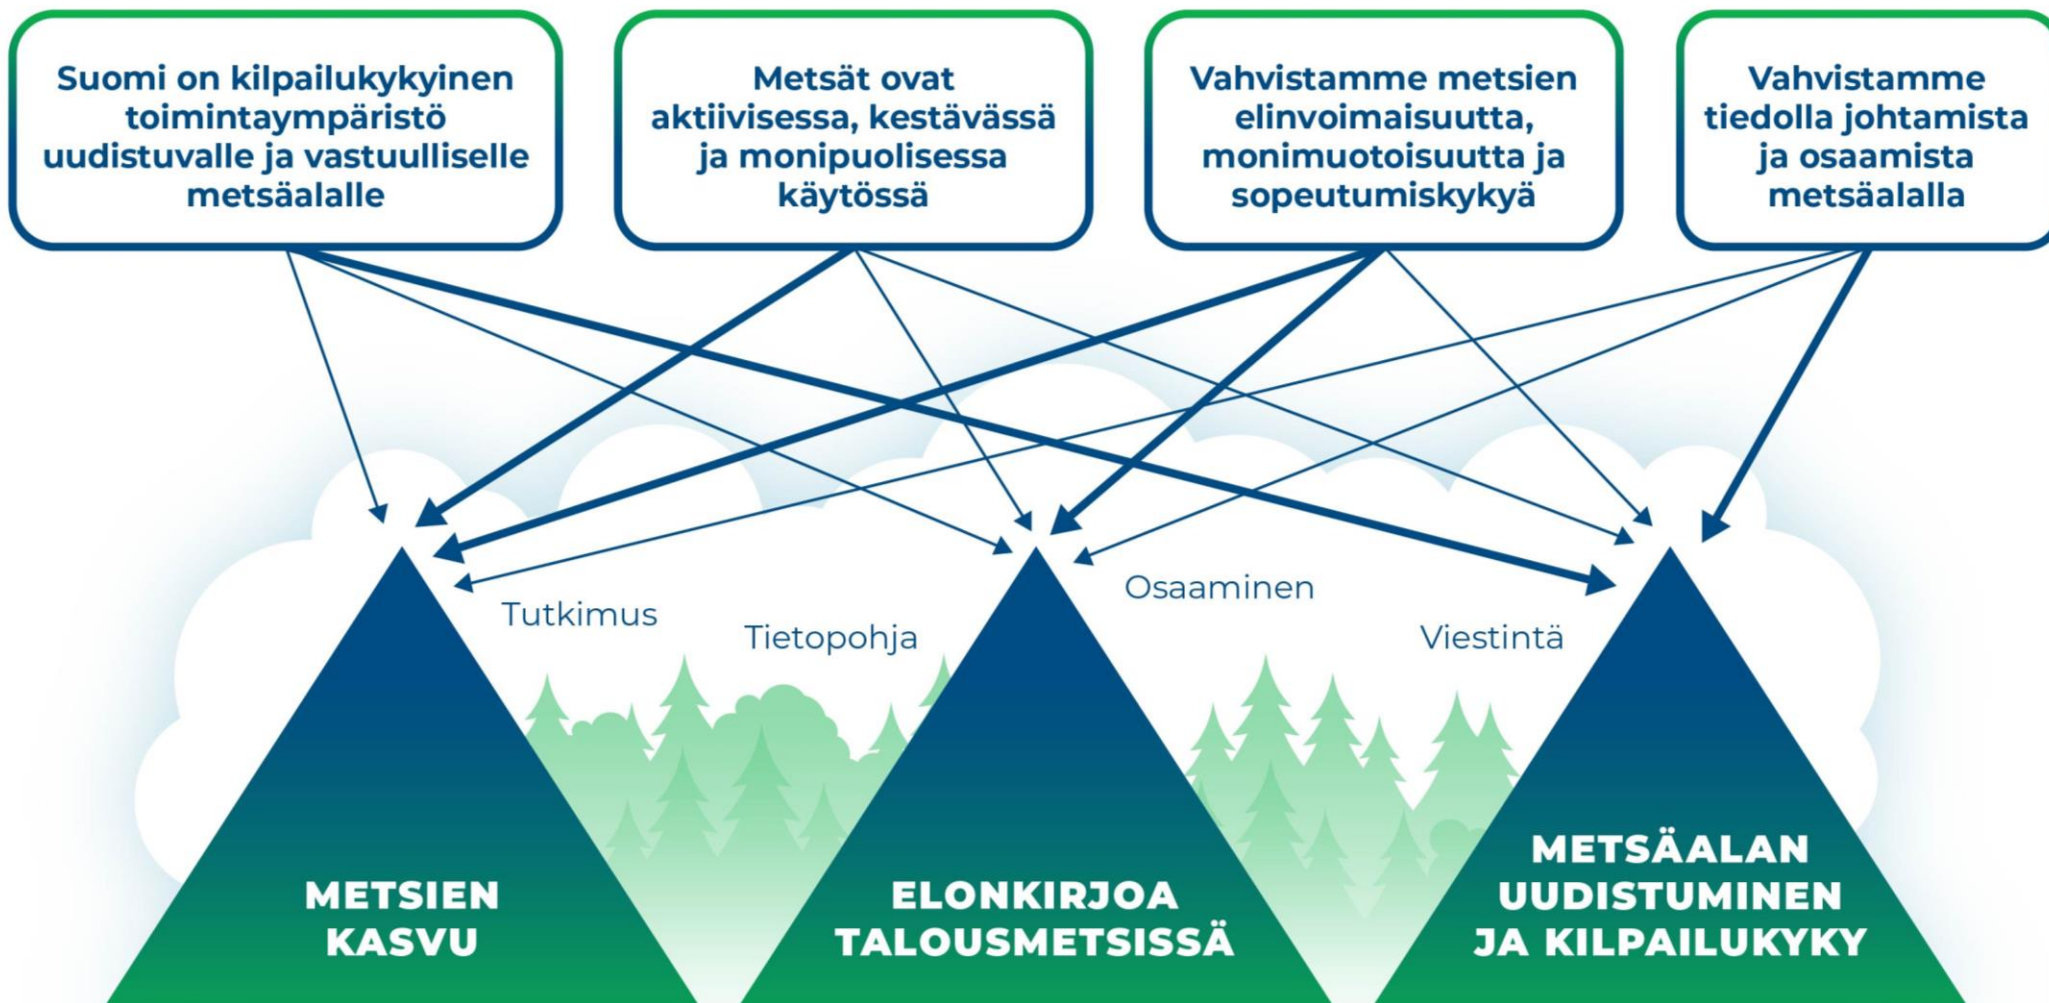 Suomi on kilpailukykyinen
toimintaympäristö
uudistuvalle ja vastuulliselle
metsäalalle
Metsät ovat
aktiivisessa, kestävässä
ja monipuolisessa
käytössä
Vahvistamme metsien
elinvoimaisuutta,
monimuotoisuutta ja
sopeutumiskykyä
Vahvistamme
tiedolla johtamista
ja osaamista
metsäalalla
Tutkimus
Tietopohja
Osaaminen
Viestintä
METSIEN
KASVU
ELONKIRJOA
TALOUSMETSISSÄ
METSÄALAN
UUDISTUMINEN
JA KILPAILUKYKY